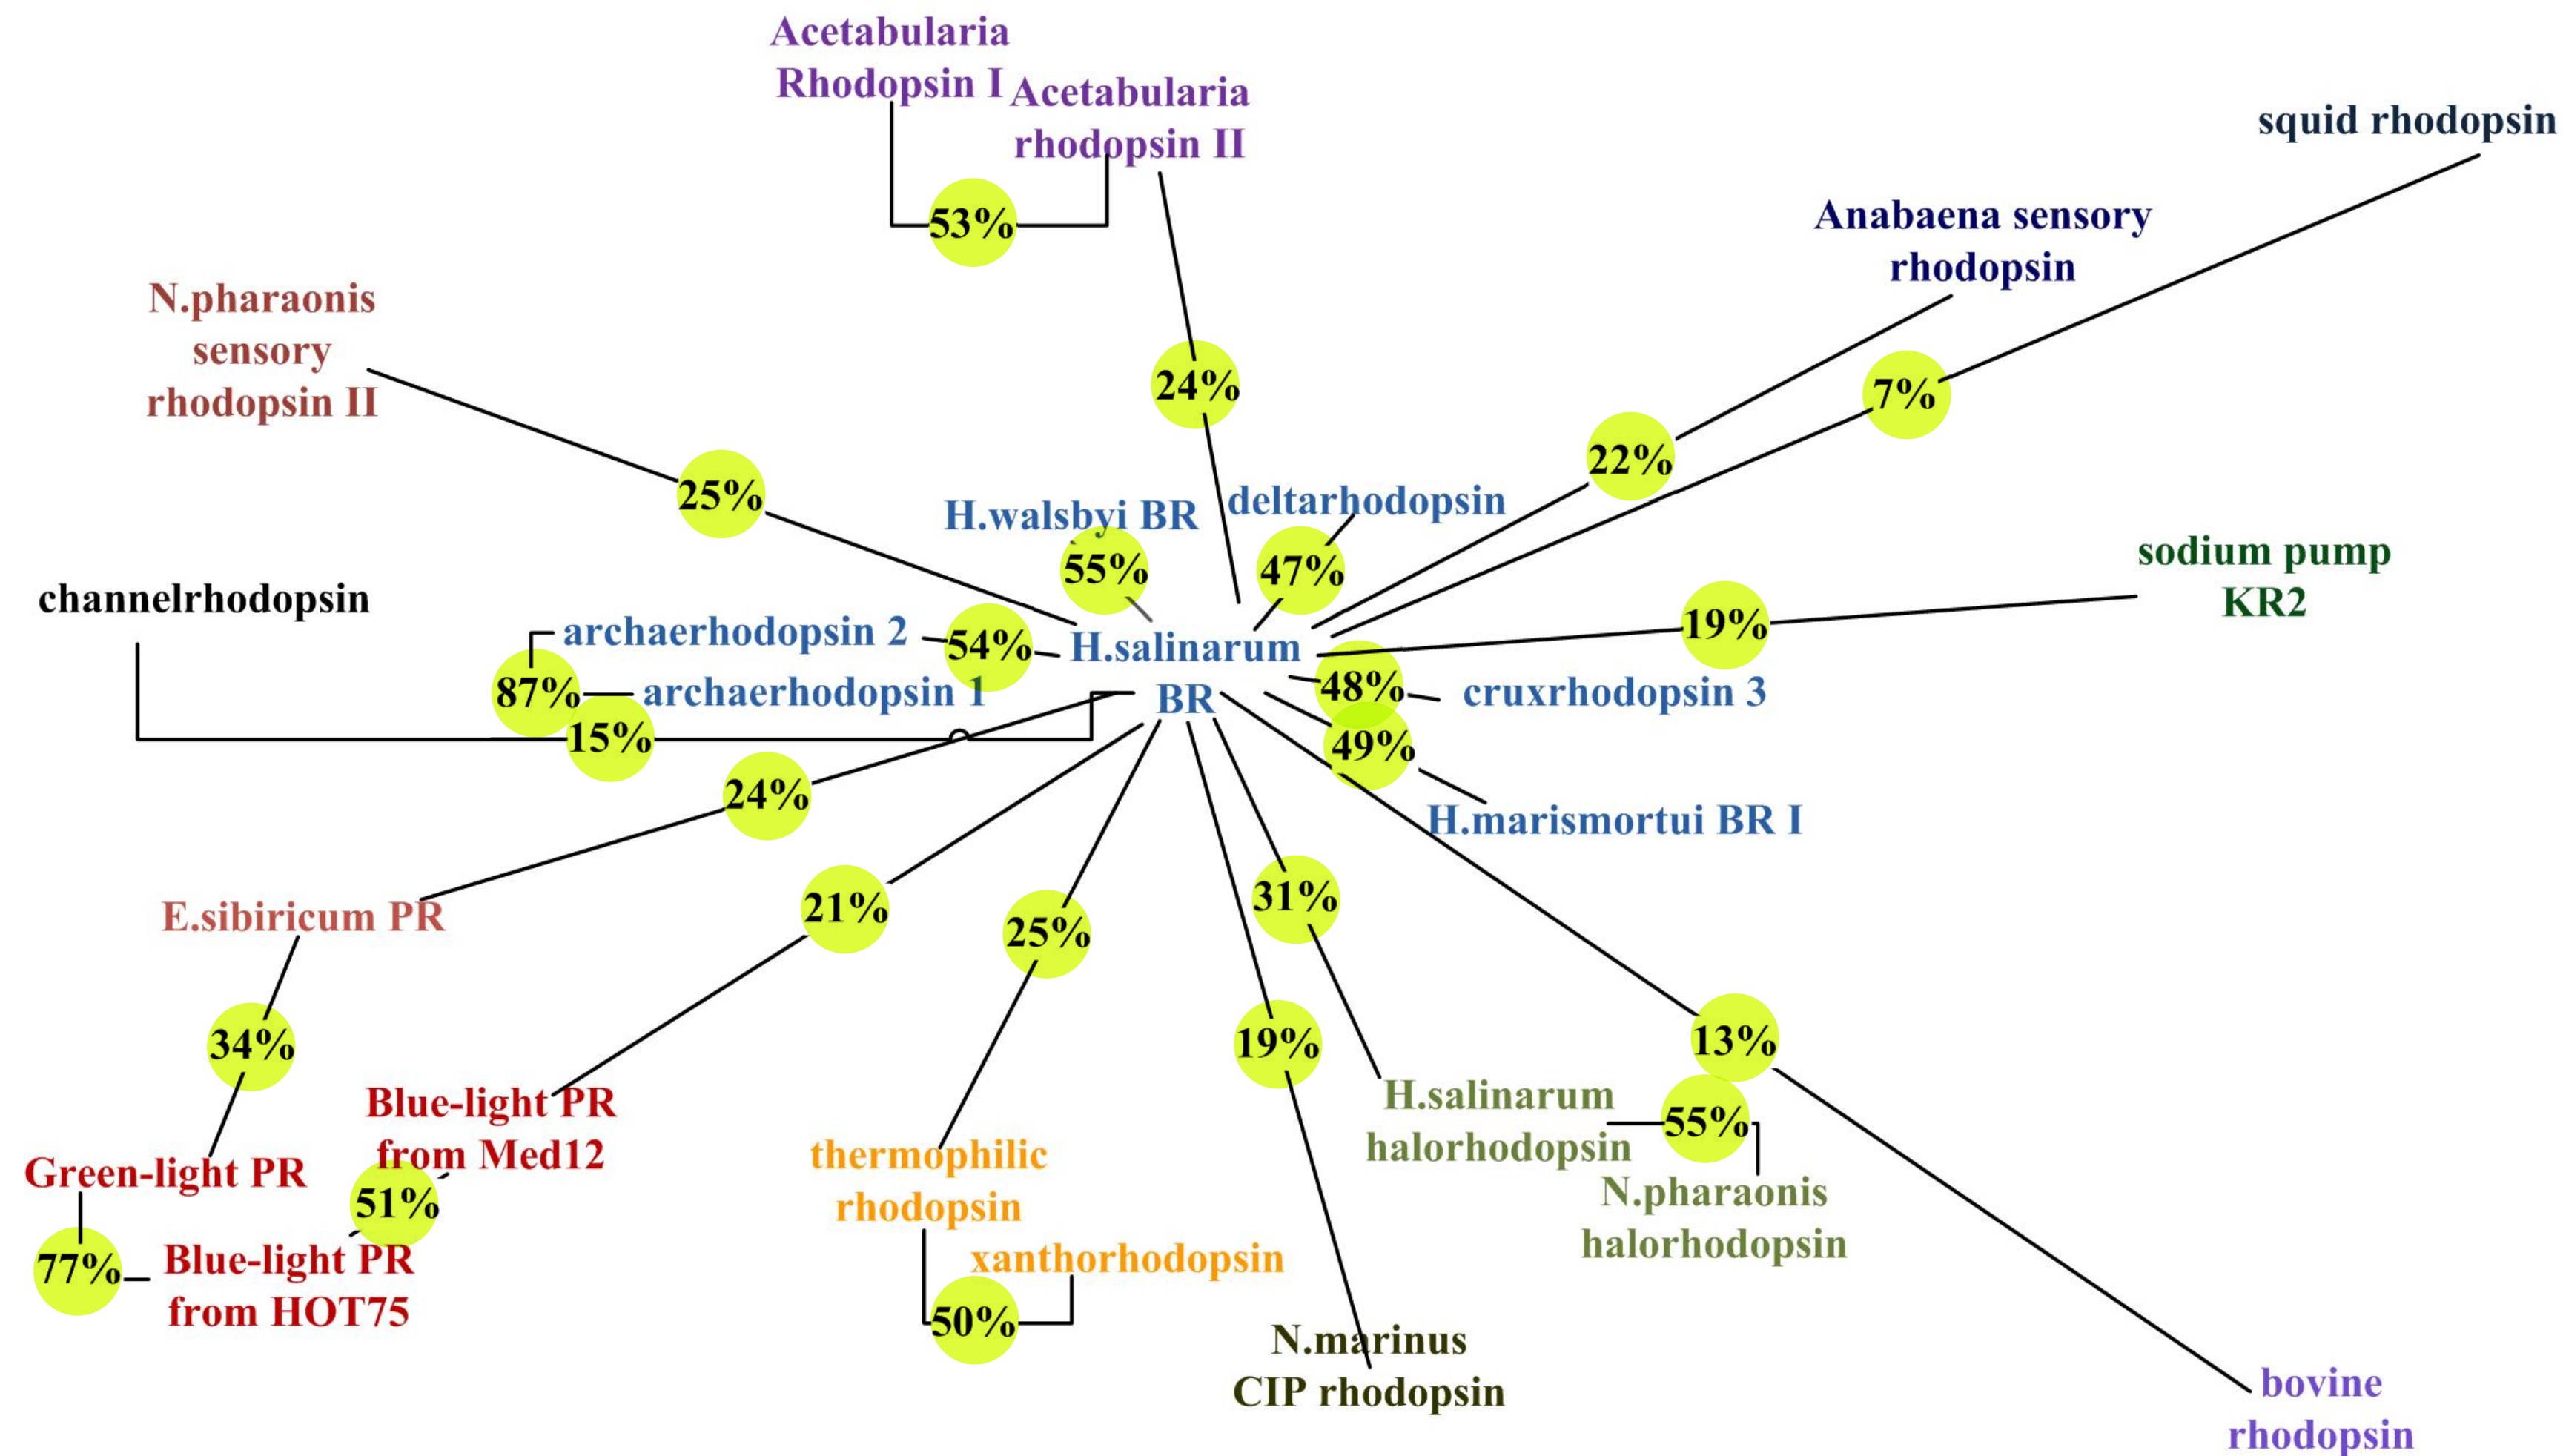 Acetabularia
Rhodopsin I
Acetabularia
rhodopsin II
squid rhodopsin
53%
Anabaena sensory
rhodopsin
N.pharaonis
sensory
rhodopsin II
24%
7%
22%
25%
H.walsbyi BR
deltarhodopsin
55%
47%
sodium pump
KR2
channelrhodopsin
archaerhodopsin 2
54%
H.salinarum
BR
19%
87%
archaerhodopsin 1
48%
cruxrhodopsin 3
15%
49%
24%
H.marismortui BR I
E.sibiricum PR
21%
25%
31%
34%
19%
13%
Blue-light PR
from Med12
H.salinarum
halorhodopsin
55%
Green-light PR
51%
thermophilic
rhodopsin
N.pharaonis
halorhodopsin
77%
Blue-light PR
from HOT75
xanthorhodopsin
50%
N.marinus
CIP rhodopsin
bovine
rhodopsin